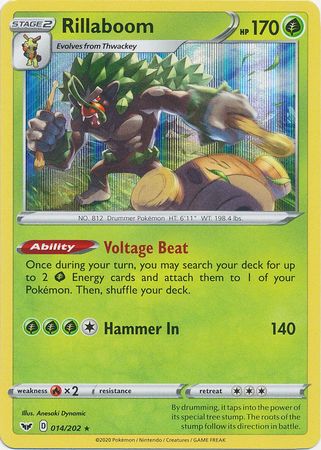 STAGE 2
Rillaboom
HP 170
Evolves from Thwackey
NO. 812 Drummer Pokémon HT: 6'11" WT: 198.4 lbs.
Ability Voltage Beat
Once during your turn, you may search your deck for up
to 2 Energy cards and attach them to 1 of your
Pokémon. Then, shuffle your deck.
Hammer In 140
weakness ×2 resistance retreat
Illus. Anesaki Dynamic
D 014/202 ★
By drumming, it taps into the power of
its special tree stump. The roots of the
stump follow its direction in battle.
©2020 Pokémon / Nintendo / Creatures / GAME FREAK